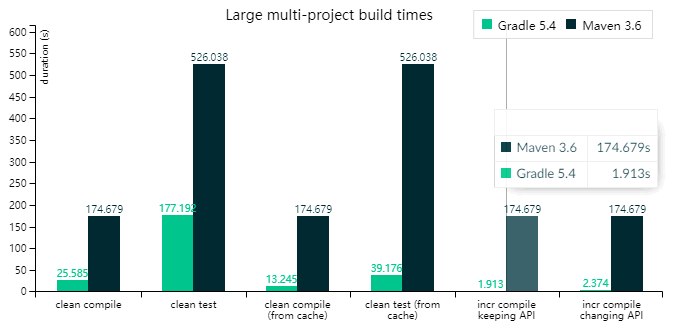 Large multi-project build times
Gradle 5.4 Maven 3.6
duration (s)
600
550
500
450
400
350
300
250
200
150
100
50
0
25.585
174.679
177.192
526.038
13.245
174.679
39.176
526.038
1.913
174.679
2.374
174.679
Maven 3.6 174.679s
Gradle 5.4 1.913s
clean compile
clean test
clean compile
(from cache)
clean test (from
cache)
incr compile
keeping API
incr compile
changing API